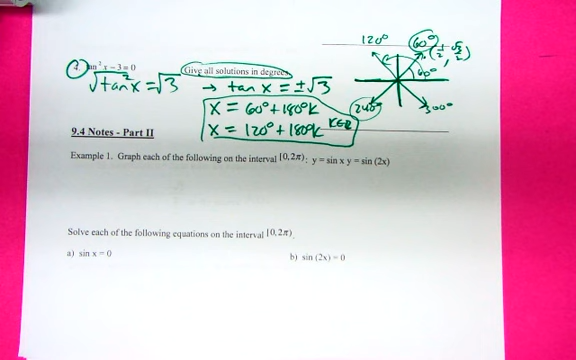 2. tan²x – 3 = 0
Give all solutions in degrees.
√tan²x = √3 → tan x = ±√3
x = 60° + 180°K
x = 120° + 180°K
120°
60°
(1/2, √3/2)
60°
240°
300°
9.4 Notes - Part II
Example 1. Graph each of the following on the interval [0, 2π): y = sin x y = sin (2x)
Solve each of the following equations on the interval [0, 2π)
a) sin x = 0
b) sin (2x) = 0